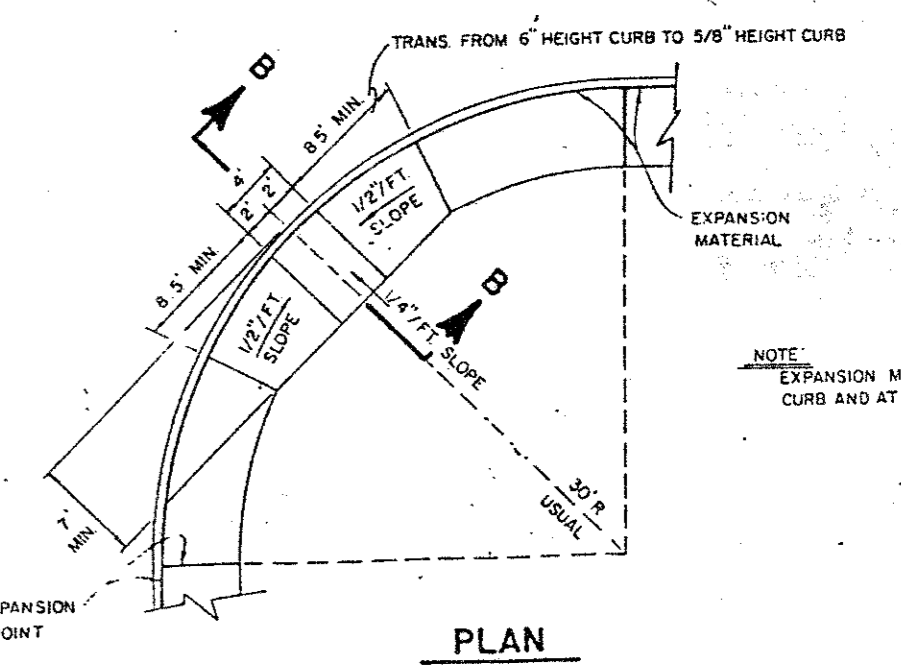 TRANS. FROM 6" HEIGHT CURB TO 5/8" HEIGHT CURB
B
8.5' MIN.
4'
2' 2'
8.5' MIN.
1/2"/FT.
SLOPE
1/2"/FT.
SLOPE
1/4"/FT. SLOPE
B
EXPANSION
MATERIAL
NOTE:
EXPANSION M
CURB AND AT
30' R
USUAL
7'
MIN.
PANSION
OINT
PLAN